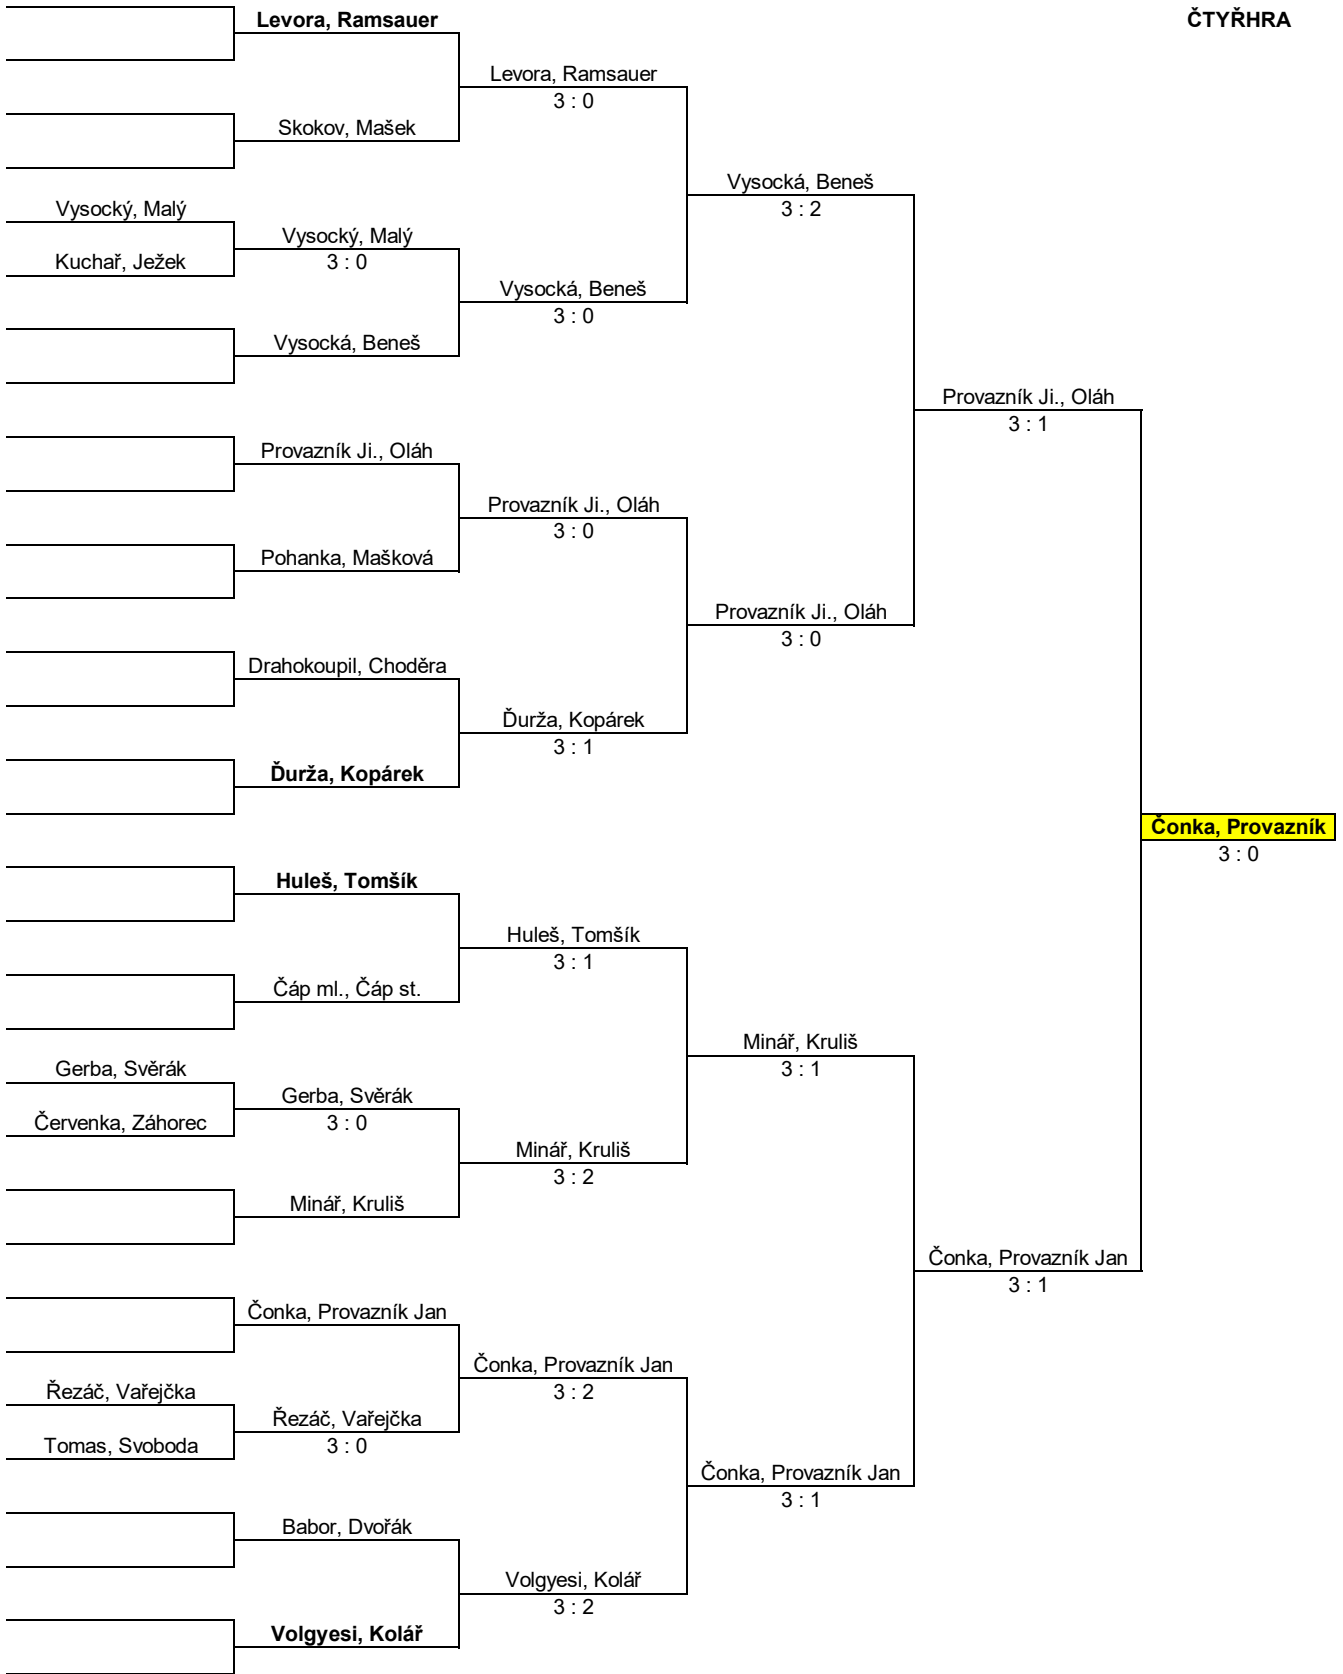 ČTYŘHRA
Levora, Ramsauer
Levora, Ramsauer
3 : 0
Skokov, Mašek
Vysocká, Beneš
3 : 2
Vysocký, Malý
Vysocký, Malý
3 : 0
Kuchař, Ježek
Vysocká, Beneš
3 : 0
Vysocká, Beneš
Provazník Ji., Oláh
3 : 1
Provazník Ji., Oláh
Provazník Ji., Oláh
3 : 0
Pohanka, Mašková
Provazník Ji., Oláh
3 : 0
Drahokoupil, Choděra
Ďurža, Kopárek
3 : 1
Ďurža, Kopárek
Čonka, Provazník
3 : 0
Huleš, Tomšík
Huleš, Tomšík
3 : 1
Čáp ml., Čáp st.
Minář, Kruliš
3 : 1
Gerba, Svěrák
Gerba, Svěrák
3 : 0
Červenka, Záhorec
Minář, Kruliš
3 : 2
Minář, Kruliš
Čonka, Provazník Jan
3 : 1
Čonka, Provazník Jan
Čonka, Provazník Jan
3 : 2
Řezáč, Vařejčka
Řezáč, Vařejčka
3 : 0
Tomas, Svoboda
Čonka, Provazník Jan
3 : 1
Babor, Dvořák
Volgyesi, Kolář
3 : 2
Volgyesi, Kolář